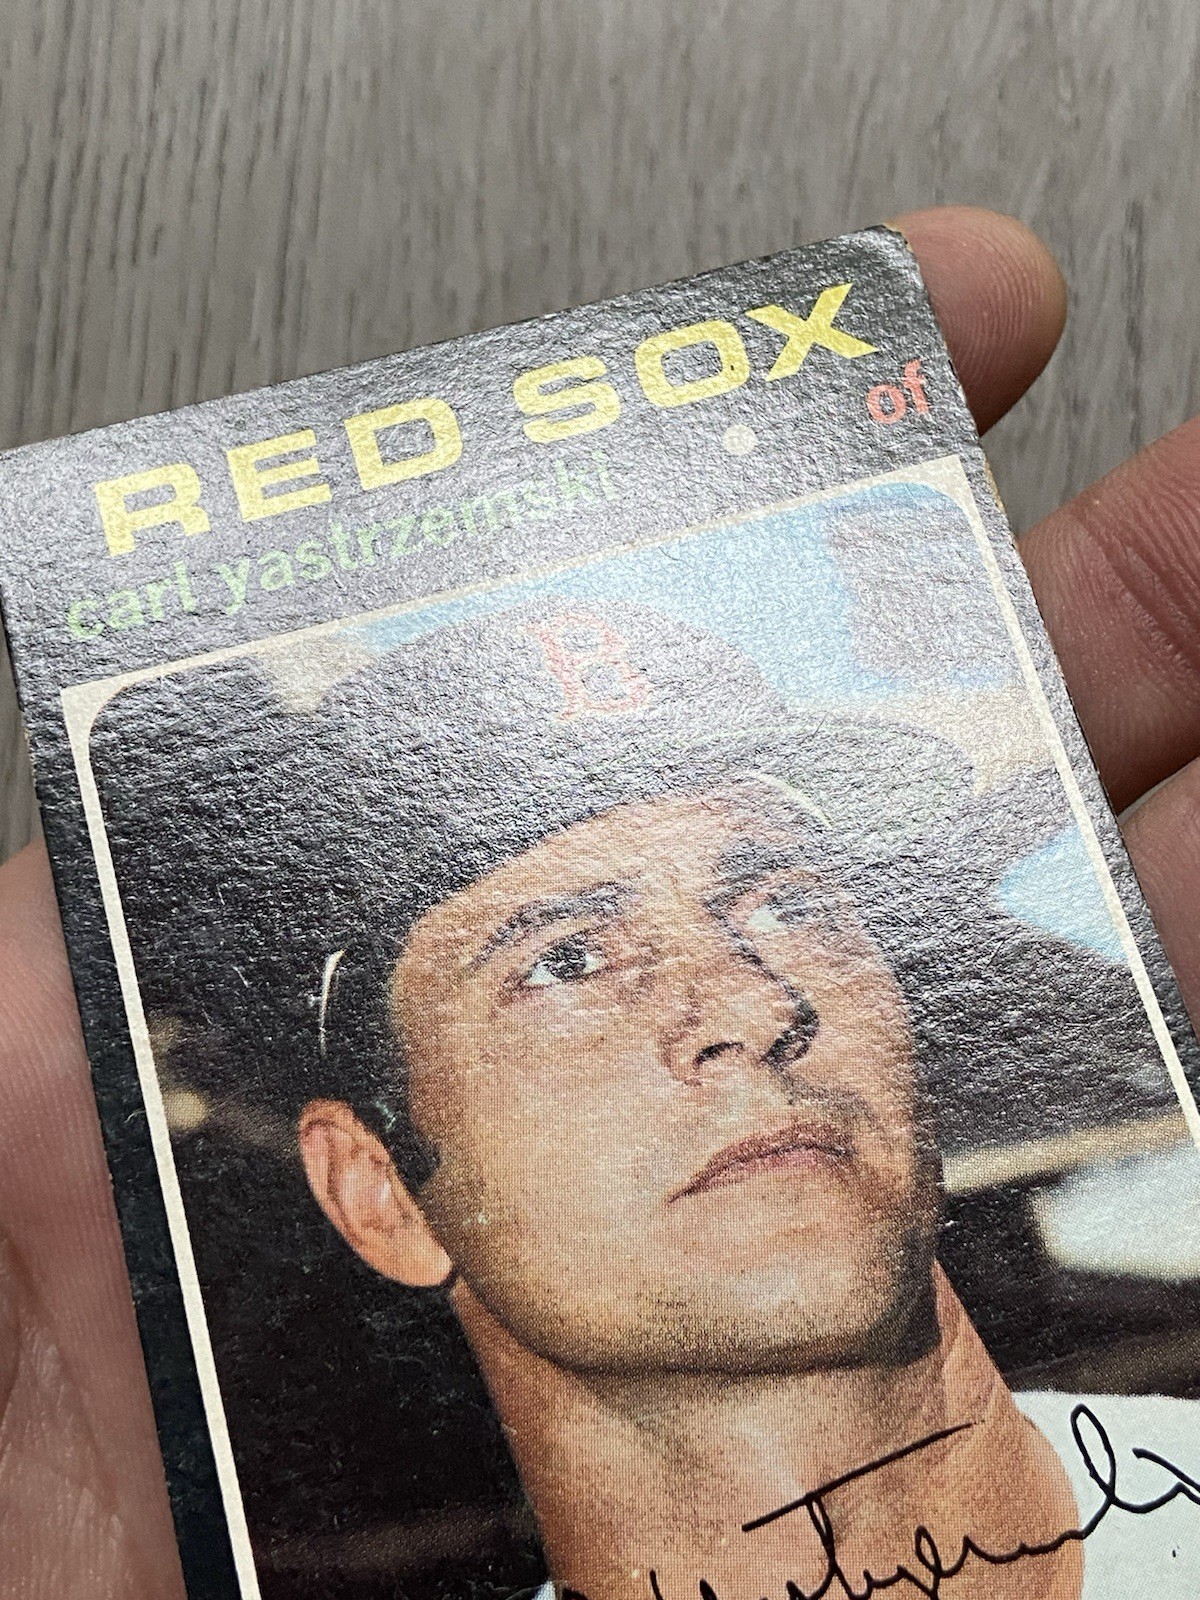 RED SOX
of
carl yastrzemski
B